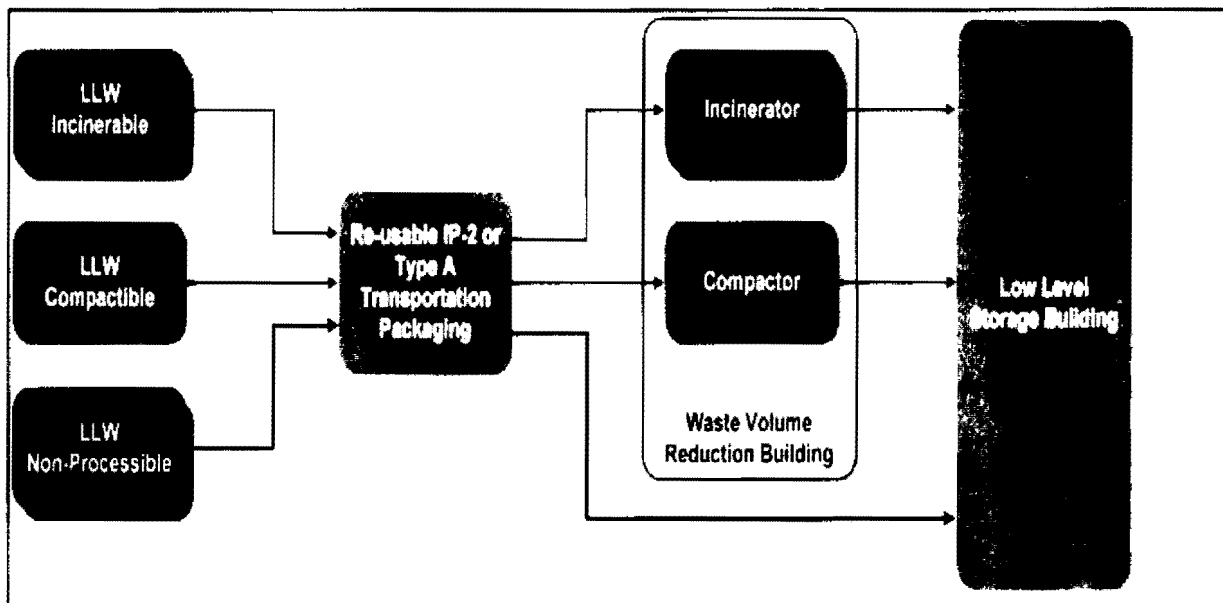 LLW
Incinerable
LLW
Compactible
LLW
Non-Processible
Re-usable IP-2 or
Type A
Transportation
Packaging
Incinerator
Compactor
Waste Volume
Reduction Building
Low Level
Storage Building